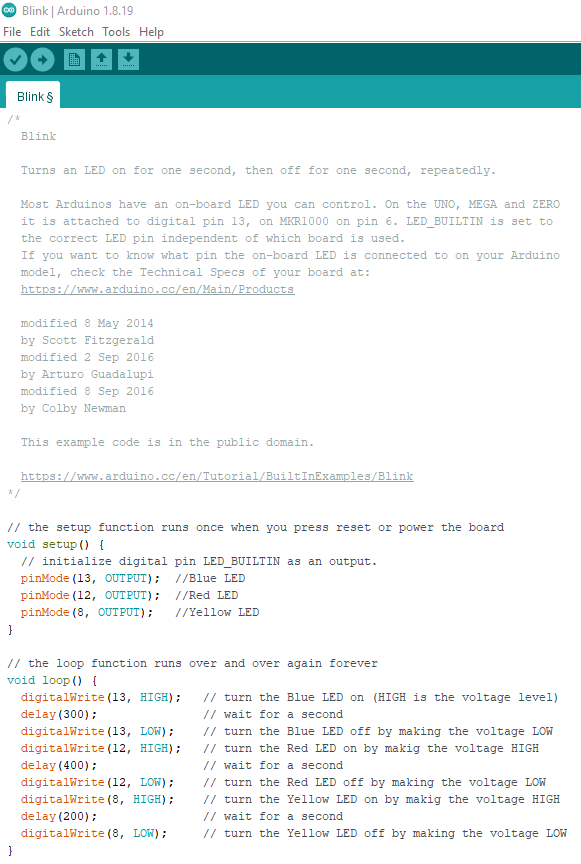 Blink | Arduino 1.8.19
File Edit Sketch Tools Help
Blink §
/*
  Blink

  Turns an LED on for one second, then off for one second, repeatedly.

  Most Arduinos have an on-board LED you can control. On the UNO, MEGA and ZERO
  it is attached to digital pin 13, on MKR1000 on pin 6. LED_BUILTIN is set to
  the correct LED pin independent of which board is used.
  If you want to know what pin the on-board LED is connected to on your Arduino
  model, check the Technical Specs of your board at:
  https://www.arduino.cc/en/Main/Products

  modified 8 May 2014
  by Scott Fitzgerald
  modified 2 Sep 2016
  by Arturo Guadalupi
  modified 8 Sep 2016
  by Colby Newman

  This example code is in the public domain.

  https://www.arduino.cc/en/Tutorial/BuiltInExamples/Blink
*/

// the setup function runs once when you press reset or power the board
void setup() {
  // initialize digital pin LED_BUILTIN as an output.
  pinMode(13, OUTPUT);  //Blue LED
  pinMode(12, OUTPUT);  //Red LED
  pinMode(8, OUTPUT);   //Yellow LED
}

// the loop function runs over and over again forever
void loop() {
  digitalWrite(13, HIGH);   // turn the Blue LED on (HIGH is the voltage level)
  delay(300);               // wait for a second
  digitalWrite(13, LOW);    // turn the Blue LED off by making the voltage LOW
  digitalWrite(12, HIGH);   // turn the Red LED on by makig the voltage HIGH
  delay(400);               // wait for a second
  digitalWrite(12, LOW);    // turn the Red LED off by making the voltage LOW
  digitalWrite(8, HIGH);    // turn the Yellow LED on by makig the voltage HIGH
  delay(200);               // wait for a second
  digitalWrite(8, LOW);     // turn the Yellow LED off by making the voltage LOW
}